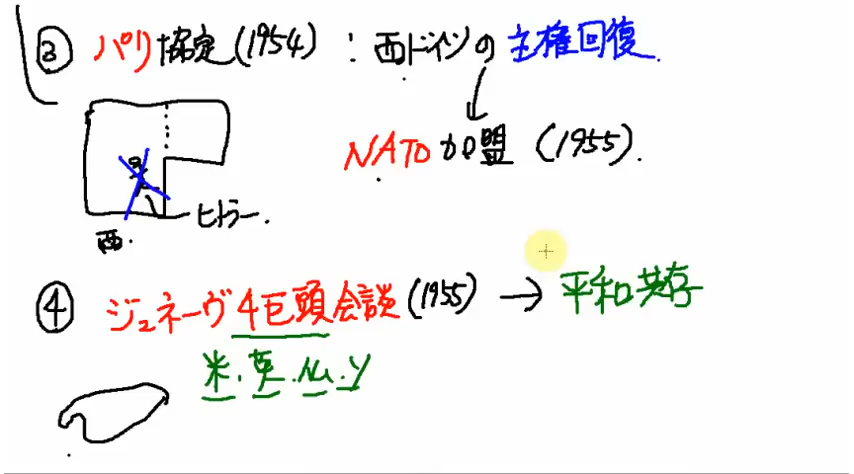 ③ パリ協定(1954) : 西ドイツの主権回復.
NATO加盟 (1955).
ヒトラー.
西.
④ ジュネーヴ4巨頭会談(1955) → 平和共存
米.英.仏.ソ